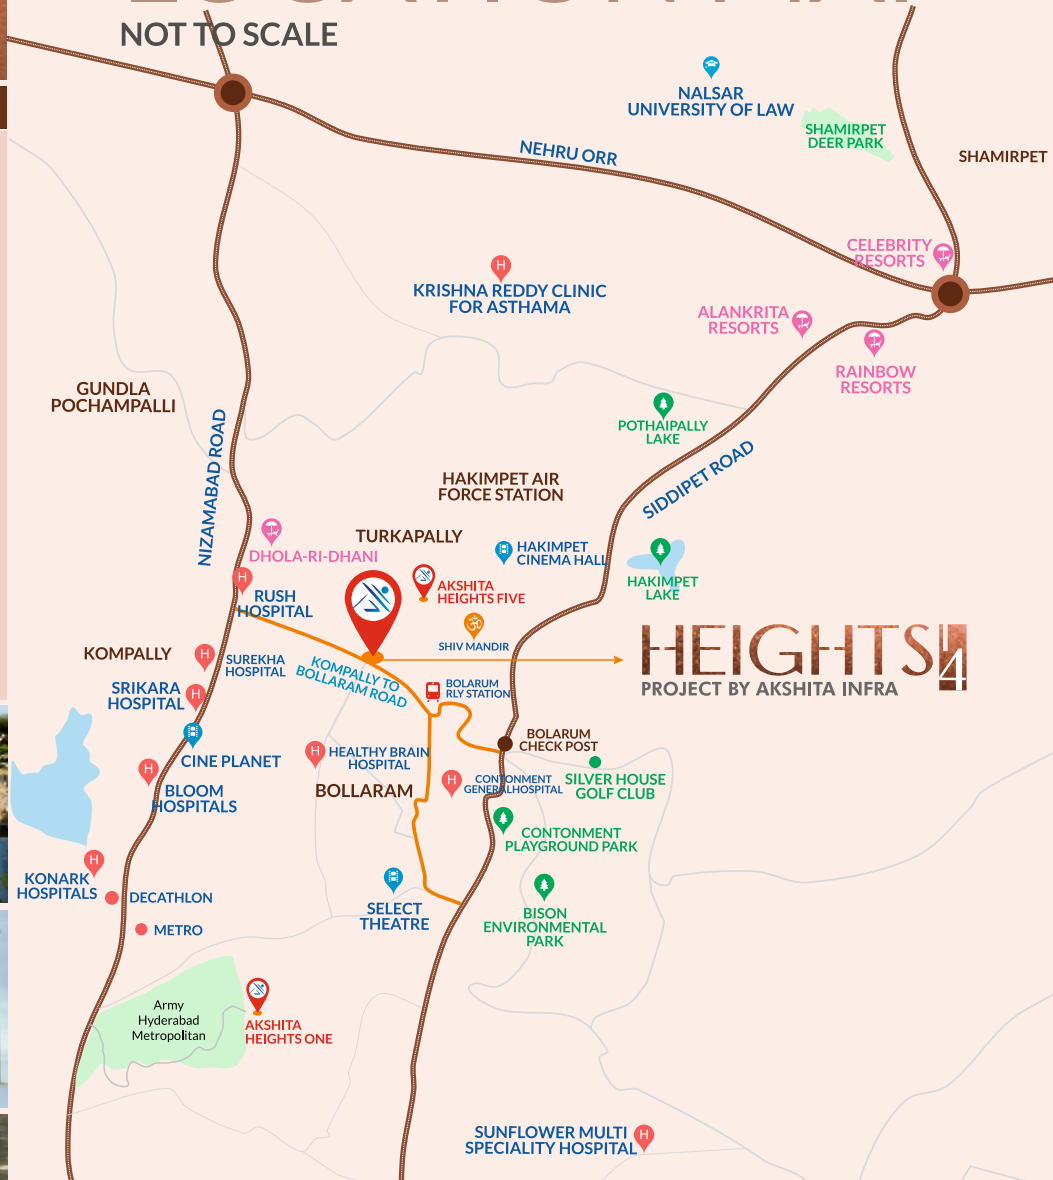 LOCATION MAP
NOT TO SCALE
NALSAR
UNIVERSITY OF LAW
SHAMIRPET
DEER PARK
SHAMIRPET
NEHRU ORR
CELEBRITY
RESORTS
KRISHNA REDDY CLINIC
FOR ASTHAMA
ALANKRITA
RESORTS
RAINBOW
RESORTS
GUNDLA
POCHAMPALLI
NIZAMABAD ROAD
POTHAIPALLY
LAKE
SIDDIPET ROAD
HAKIMPET AIR
FORCE STATION
TURKAPALLY
DHOLA-RI-DHANI
HAKIMPET
CINEMA HALL
HAKIMPET
LAKE
H
RUSH
HOSPITAL
AKSHITA
HEIGHTS FIVE
SHIV MANDIR
HEIGHTS 4
PROJECT BY AKSHITA INFRA
KOMPALLY
H
SUREKHA
HOSPITAL
KOMPALLY TO
BOLLARAM ROAD
BOLARUM
RLY STATION
SRIKARA
HOSPITAL
H
CINE PLANET
BOLARUM
CHECK POST
H
HEALTHY BRAIN
HOSPITAL
BOLLARAM
H
CONTONMENT
GENERALHOSPITAL
SILVER HOUSE
GOLF CLUB
H
BLOOM
HOSPITALS
CONTONMENT
PLAYGROUND PARK
H
KONARK
HOSPITALS
DECATHLON
METRO
SELECT
THEATRE
BISON
ENVIRONMENTAL
PARK
Army
Hyderabad
Metropolitan
AKSHITA
HEIGHTS ONE
SUNFLOWER MULTI
SPECIALITY HOSPITAL
H
H